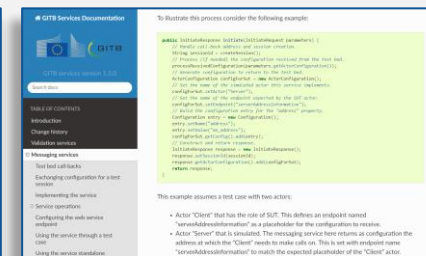 GITB Services Documentation
GITB
GITB services version 1.5.0
Search docs
TABLE OF CONTENTS
Introduction
Change history
Validation services
Messaging services
Test bed call-backs
Exchanging configuration for a test
session
Implementing the service
Service operations
Configuring the web service
endpoint
Using the service through a test
case
Using the service standalone
To illustrate this process consider the following example:
public InitiateResponse initiate(InitiateRequest parameters) {
// Handle call-back address and session creation.
String sessionId = createSession();
// Process (if needed) the configuration received from the test bed.
processReceivedConfiguration(parameters.getActorConfiguration());
// Generate configuration to return to the test bed.
ActorConfiguration configForSut = new ActorConfiguration();
// Set the name of the simulated actor this service implements.
configForSut.setActor("Server");
// Set the name of the endpoint expected by the SUT actor.
configForSut.setEndpoint("serverAddressInformation");
// Build the configuration entry for the "address" property.
Configuration entry = new Configuration();
entry.setName("address");
entry.setValue("an_address");
configForSut.getConfig().add(entry);
// Construct and return response.
InitiateResponse response = new InitiateResponse();
response.setSessionId(sessionId);
response.getActorConfiguration().add(configForSut);
return response;
}
This example assumes a test case with two actors:
Actor "Client" that has the role of SUT. This defines an endpoint named
"serverAddressInformation" as a placeholder for the configuration to receive.
Actor "Server" that is simulated. The messaging service here returns as configuration the
address at which the "Client" needs to make calls on. This is set with endpoint name
"serverAddressInformation" to match the expected placeholder of the "Client" actor.